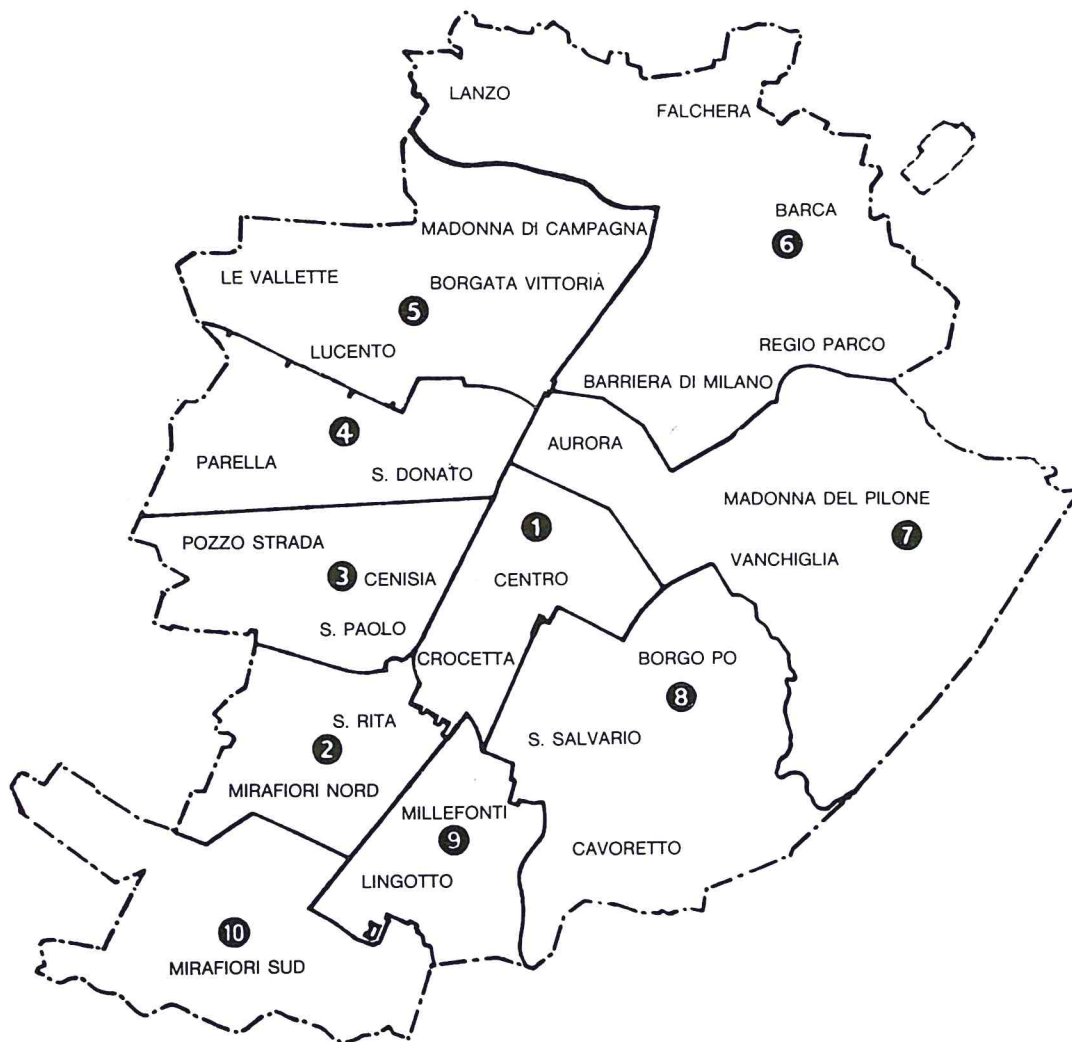 LANZO
FALCHERA
BARCA
6
MADONNA DI CAMPAGNA
LE VALLETTE
BORGATA VITTORIA
5
LUCENTO
REGIO PARCO
BARRIERA DI MILANO
4
AURORA
PARELLA
S. DONATO
MADONNA DEL PILONE
1
7
POZZO STRADA
VANCHIGLIA
3
CENISIA
CENTRO
S. PAOLO
CROCETTA
BORGO PO
8
S. RITA
2
S. SALVARIO
MIRAFIORI NORD
MILLEFONTI
9
CAVORETTO
LINGOTTO
10
MIRAFIORI SUD